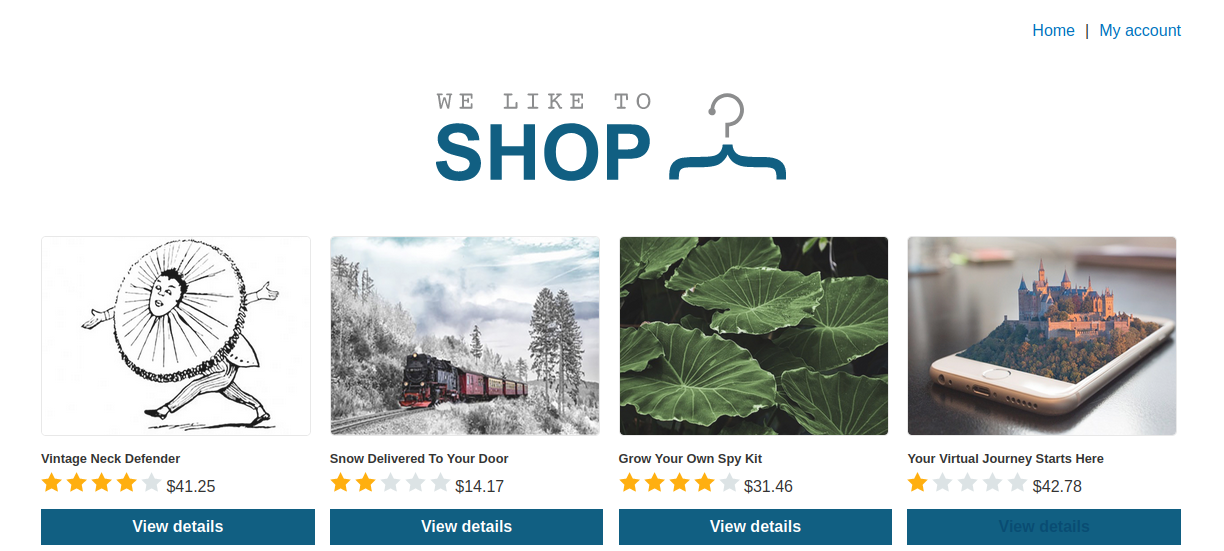 Home | My account
WE LIKE TO
SHOP
Vintage Neck Defender
$41.25
View details
Snow Delivered To Your Door
$14.17
View details
Grow Your Own Spy Kit
$31.46
View details
Your Virtual Journey Starts Here
$42.78
View details